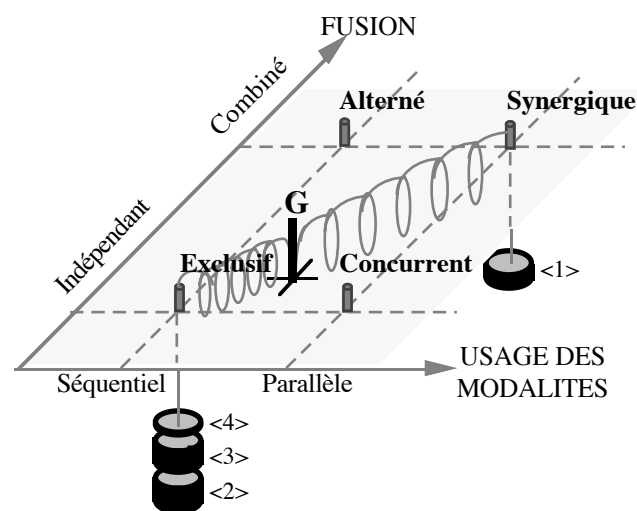 FUSION
Combiné
Alterné
Synergique
G
Indépendant
Exclusif
Concurrent
<1>
Séquentiel
Parallèle
USAGE DES
MODALITES
<4>
<3>
<2>